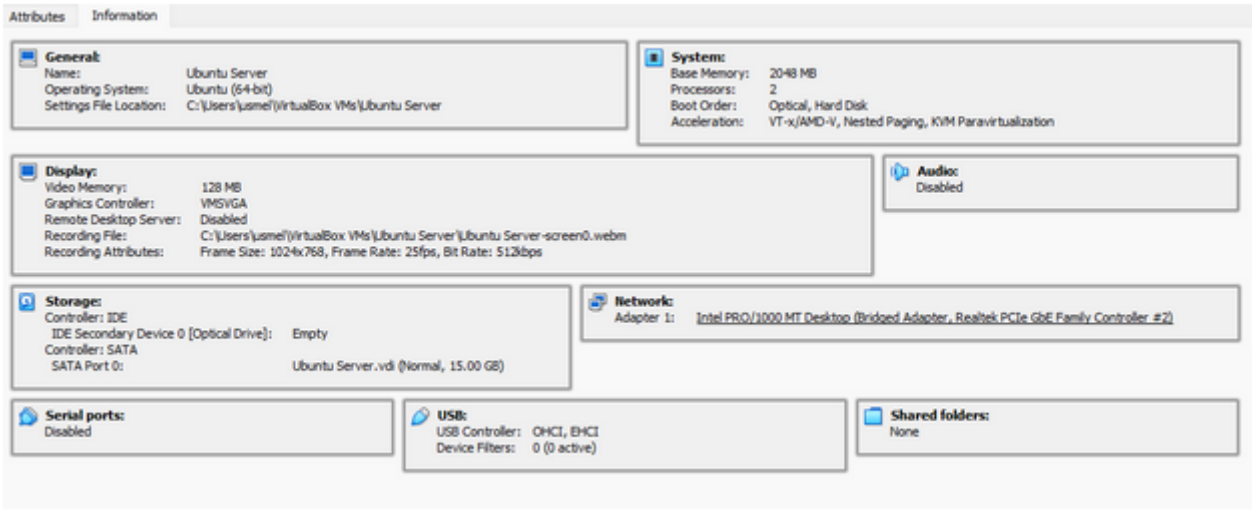 Attributes Information
General:
Name: Ubuntu Server
Operating System: Ubuntu (64-bit)
Settings File Location: C:\Users\usmel\VirtualBox VMs\Ubuntu Server
System:
Base Memory: 2048 MB
Processors: 2
Boot Order: Optical, Hard Disk
Acceleration: VT-x/AMD-V, Nested Paging, KVM Paravirtualization
Display:
Video Memory: 128 MB
Graphics Controller: VMSVGA
Remote Desktop Server: Disabled
Recording File: C:\Users\usmel\VirtualBox VMs\Ubuntu Server\Ubuntu Server-screen0.webm
Recording Attributes: Frame Size: 1024x768, Frame Rate: 25fps, Bit Rate: 512kbps
Audio:
Disabled
Storage:
Controller: IDE
IDE Secondary Device 0 [Optical Drive]: Empty
Controller: SATA
SATA Port 0: Ubuntu Server.vdi (Normal, 15.00 GB)
Network:
Adapter 1: Intel PRO/1000 MT Desktop (Bridged Adapter, Realtek PCIe GbE Family Controller #2)
Serial ports:
Disabled
USB:
USB Controller: OHCI, EHCI
Device Filters: 0 (0 active)
Shared folders:
None